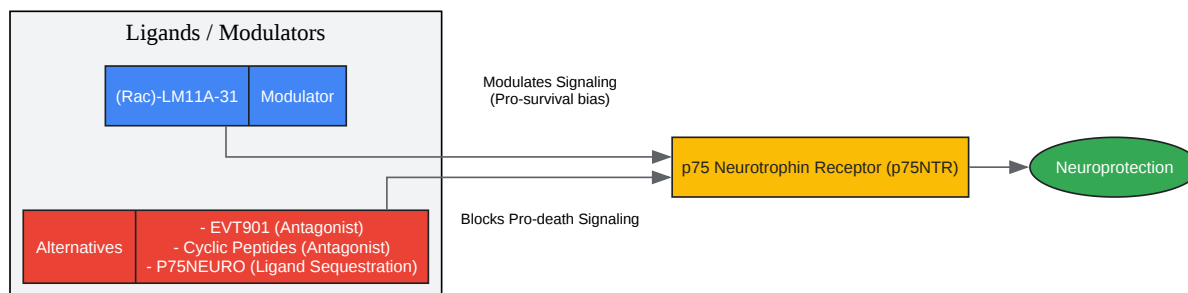 Ligands / Modulators
(Rac)-LM11A-31
Modulator
Modulates Signaling
(Pro-survival bias)
p75 Neurotrophin Receptor (p75NTR)
Neuroprotection
Blocks Pro-death Signaling
Alternatives
- EVT901 (Antagonist)
- Cyclic Peptides (Antagonist)
- P75NEURO (Ligand Sequestration)